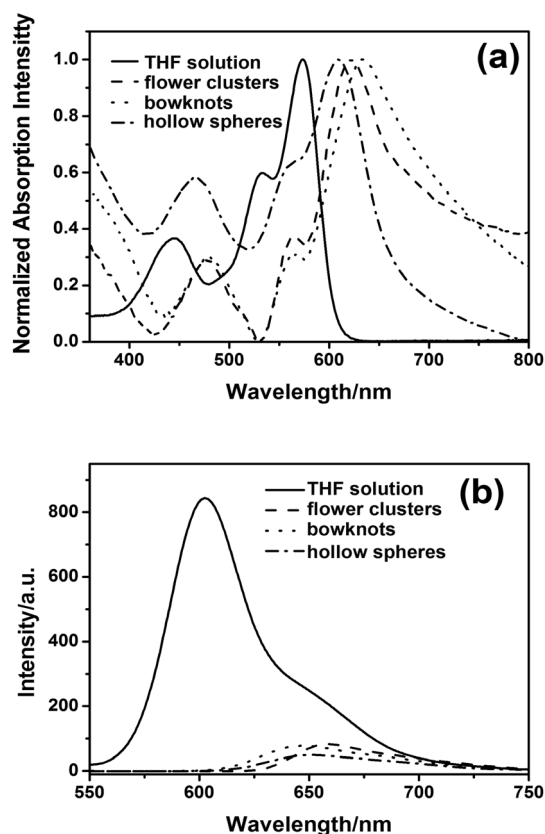 (a)
THF solution
flower clusters
bowknots
hollow spheres
Normalized Absorption Intensitty
1.0
0.8
0.6
0.4
0.2
0.0
400 500 600 700 800
Wavelength/nm
(b)
THF solution
flower clusters
bowknots
hollow spheres
Intensity/a.u.
800
600
400
200
0
550 600 650 700 750
Wavelength/nm